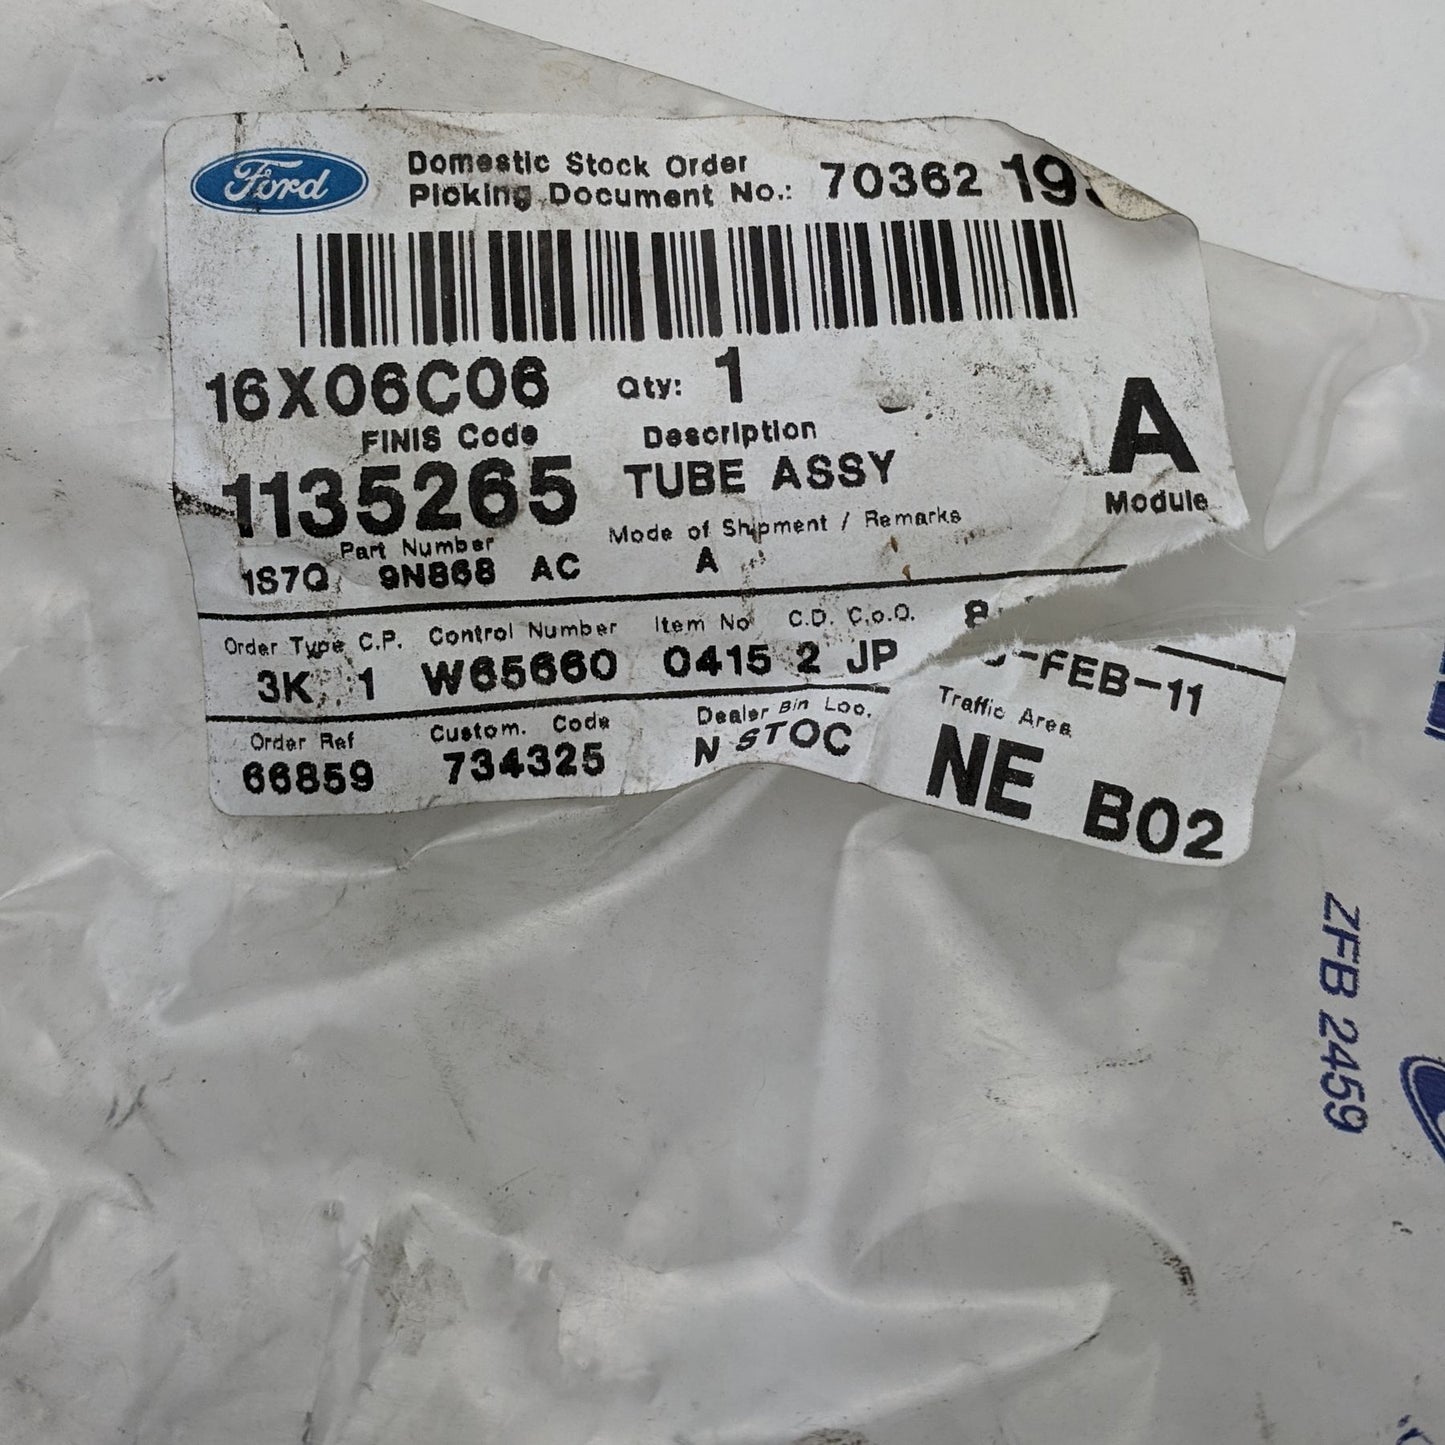 Ford
Domestic Stock Order
Picking Document No.: 70362 19
16X06C06 Qty: 1
FINIS Code Description
1135265 TUBE ASSY
A
Module
Part Number Mode of Shipment / Remarks
1S7Q 9N868 AC A
Order Type C.P. Control Number Item No C.D. C.o.O.
3K 1 W65660 0415 2 JP -FEB-11
Order Ref Custom. Code Dealer Bin Loc. Traffic Area
66859 734325 N STOC NE B02
ZFB 2459